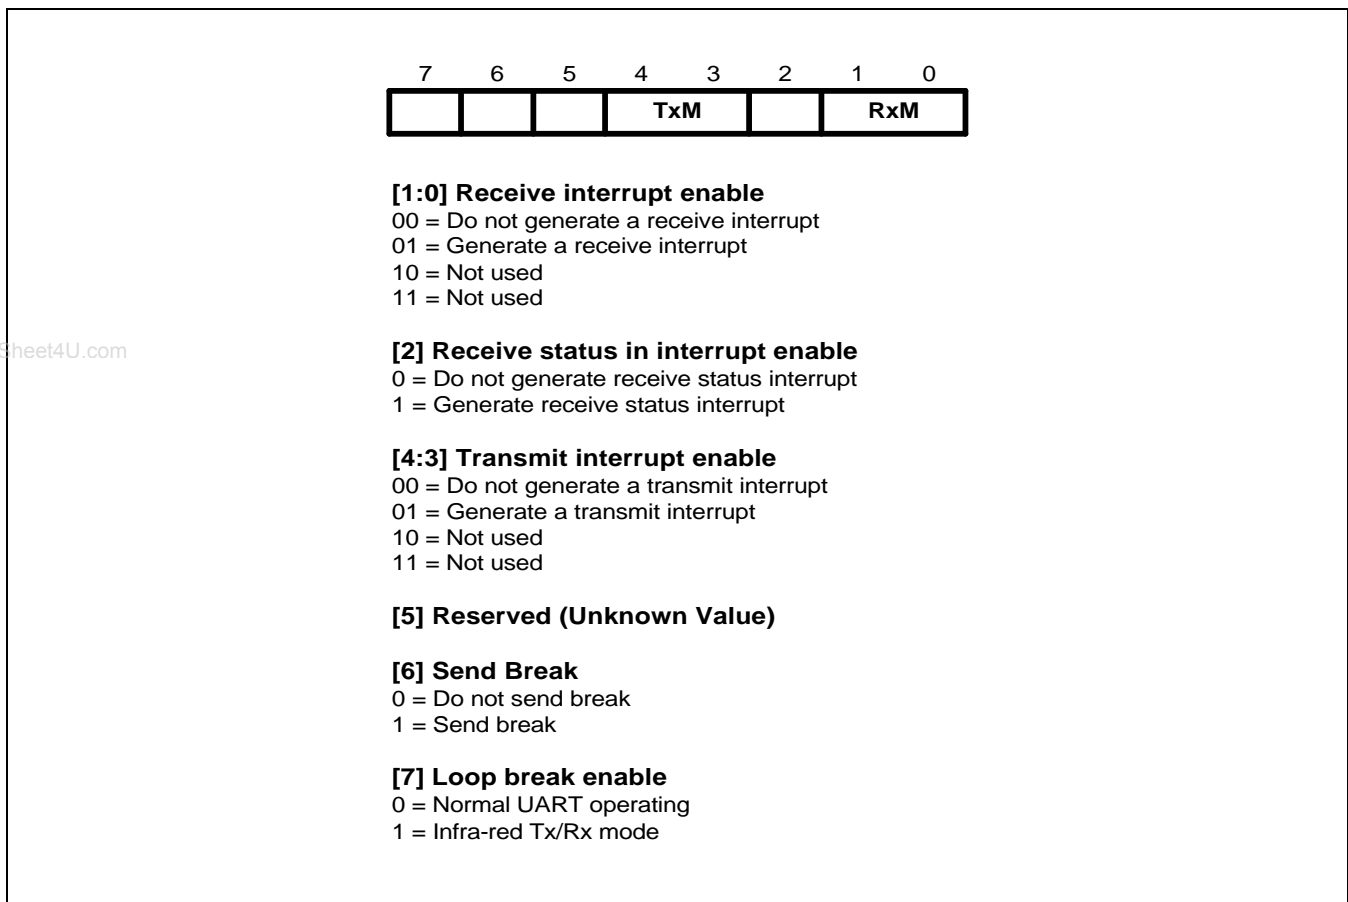 7 6 5 4 3 2 1 0
TxM RxM
[1:0] Receive interrupt enable
00 = Do not generate a receive interrupt
01 = Generate a receive interrupt
10 = Not used
11 = Not used
Sheet4U.com
[2] Receive status in interrupt enable
0 = Do not generate receive status interrupt
1 = Generate receive status interrupt
[4:3] Transmit interrupt enable
00 = Do not generate a transmit interrupt
01 = Generate a transmit interrupt
10 = Not used
11 = Not used
[5] Reserved (Unknown Value)
[6] Send Break
0 = Do not send break
1 = Send break
[7] Loop break enable
0 = Normal UART operating
1 = Infra-red Tx/Rx mode